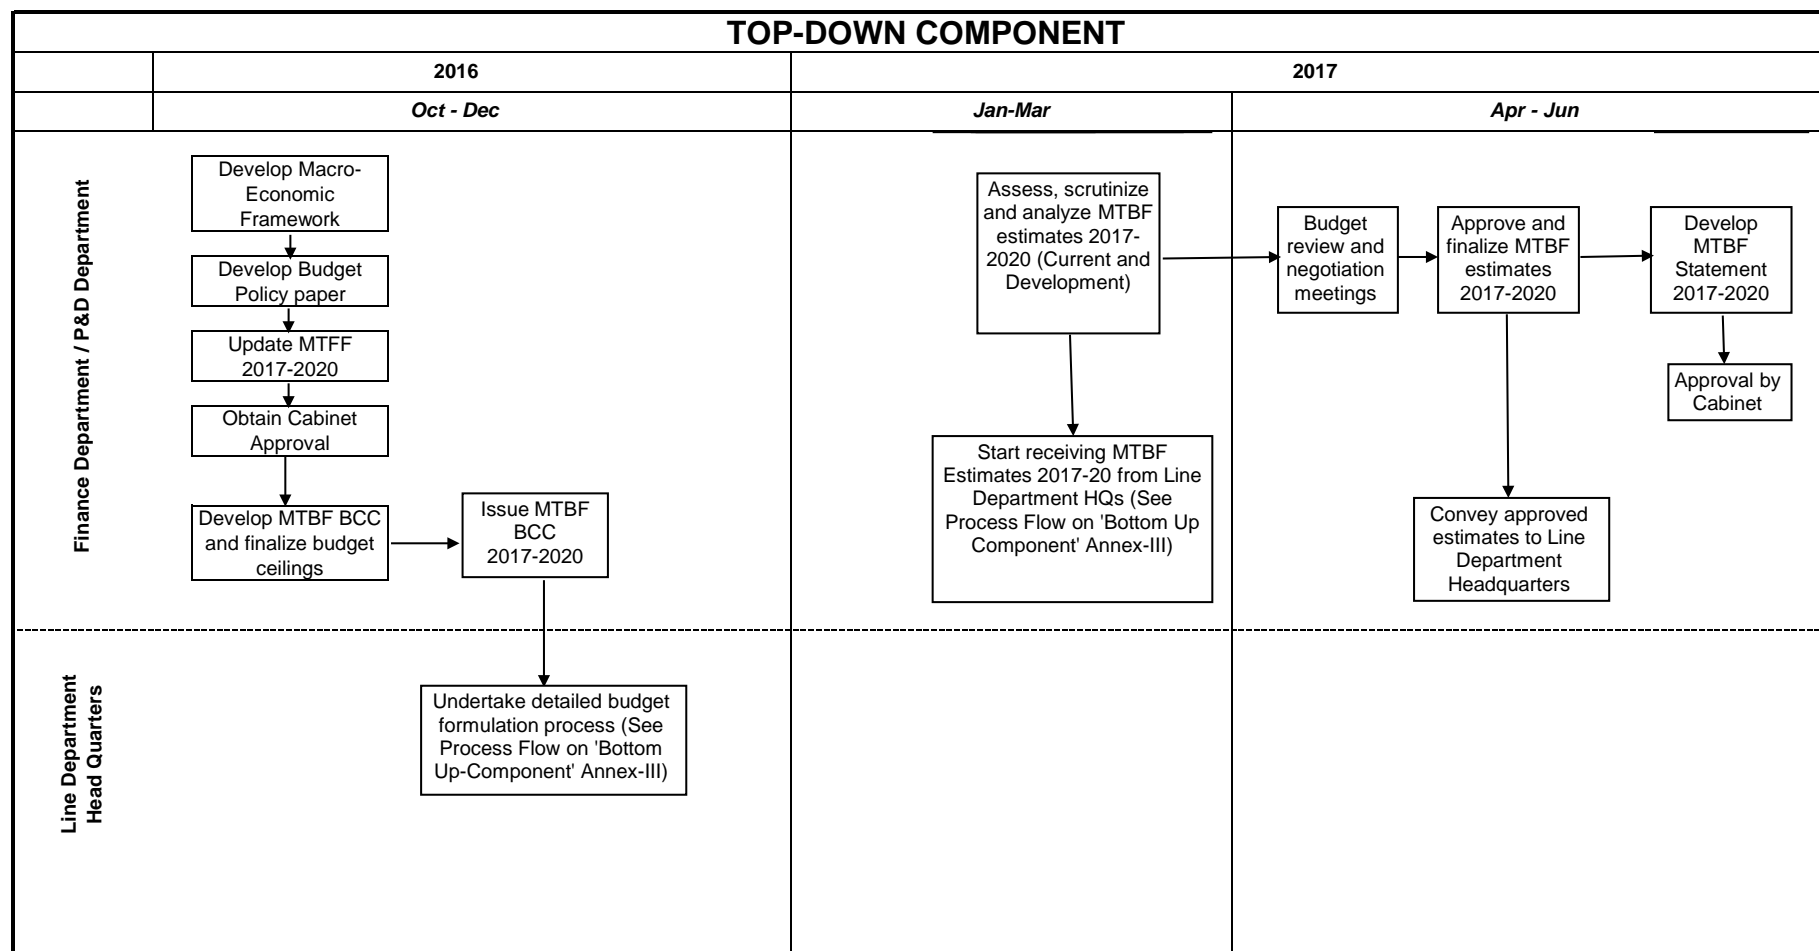 TOP-DOWN COMPONENT
2016
2017
Oct - Dec
Jan-Mar
Apr - Jun
Finance Department / P&D Department
Develop Macro-
Economic
Framework
Develop Budget
Policy paper
Update MTFF
2017-2020
Obtain Cabinet
Approval
Develop MTBF BCC
and finalize budget
ceilings
Issue MTBF
BCC
2017-2020
Assess, scrutinize
and analyze MTBF
estimates 2017-
2020 (Current and
Development)
Start receiving MTBF
Estimates 2017-20 from Line
Department HQs (See
Process Flow on 'Bottom Up
Component' Annex-III)
Budget
review and
negotiation
meetings
Approve and
finalize MTBF
estimates
2017-2020
Develop
MTBF
Statement
2017-2020
Approval by
Cabinet
Convey approved
estimates to Line
Department
Headquarters
Line Department
Head Quarters
Undertake detailed budget
formulation process (See
Process Flow on 'Bottom
Up-Component' Annex-III)